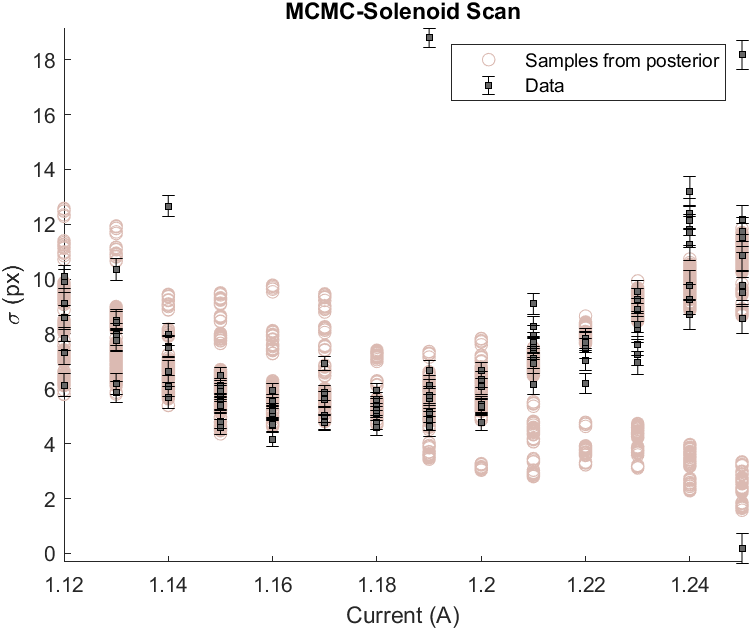 MCMC-Solenoid Scan
Samples from posterior
Data
18
16
14
12
10
8
6
4
2
0
σ (px)
1.12 1.14 1.16 1.18 1.2 1.22 1.24
Current (A)